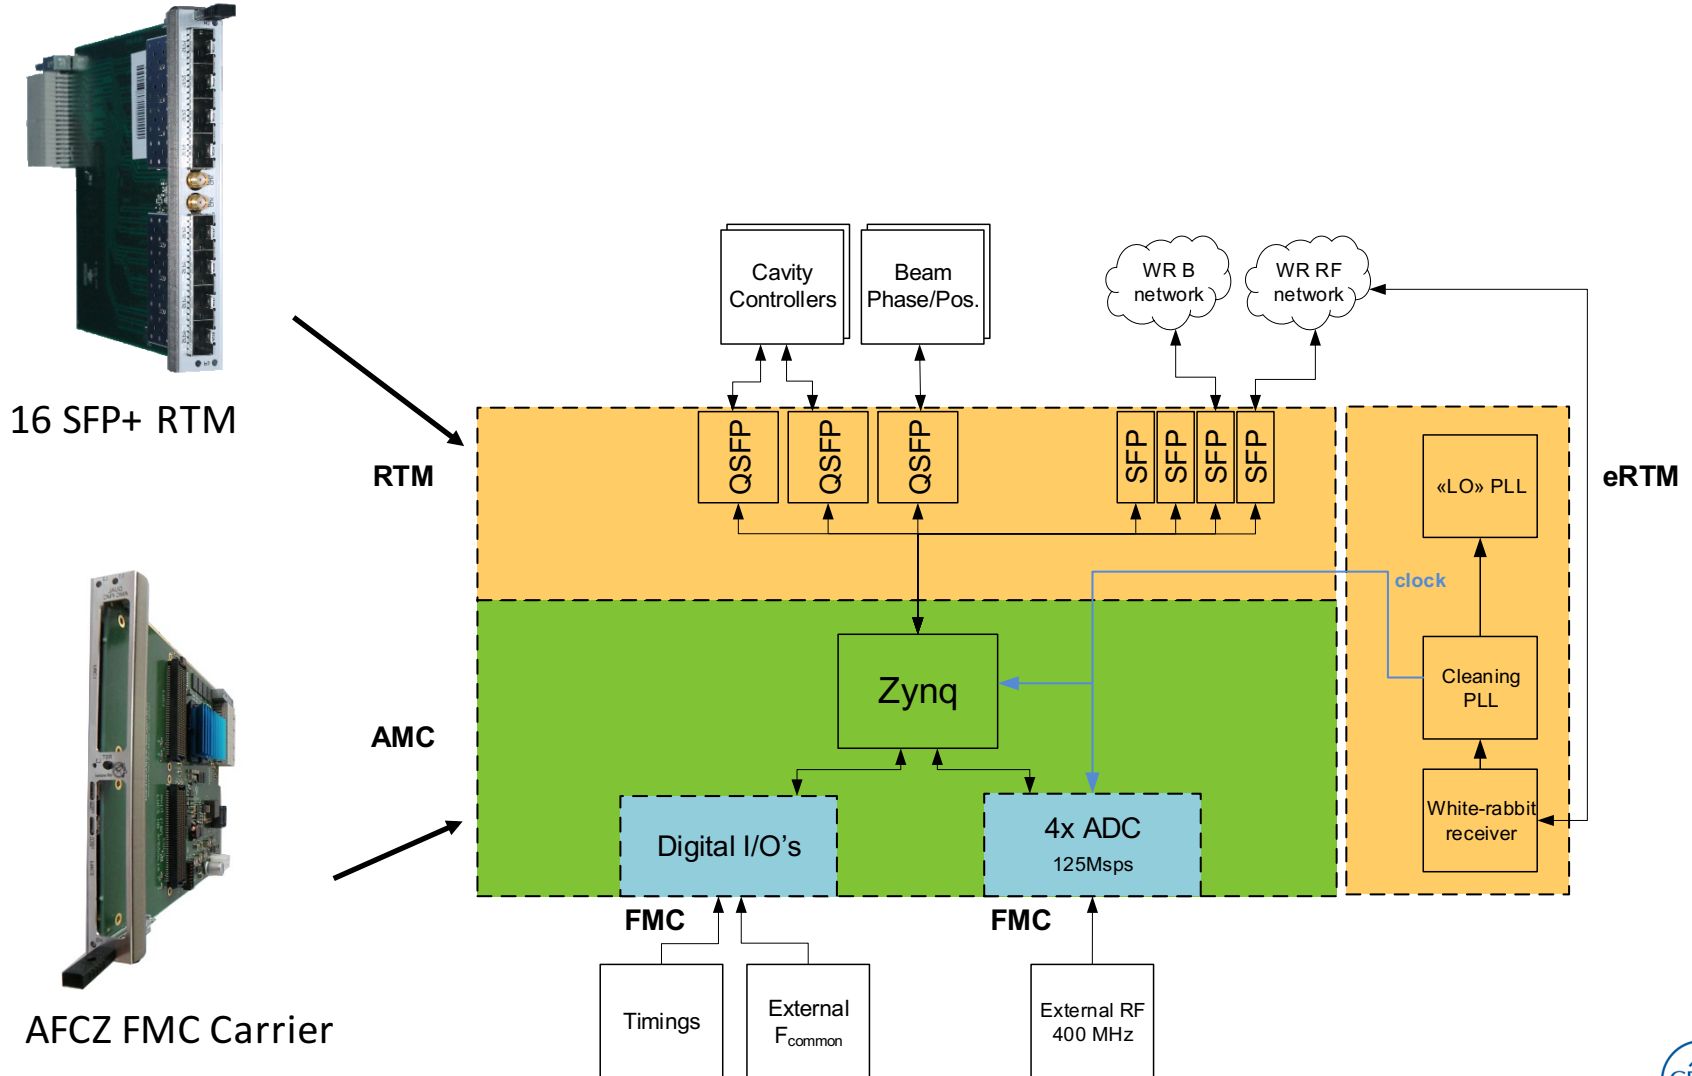 16 SFP+ RTM
AFCZ FMC Carrier
Cavity
Controllers
Beam
Phase/Pos.
WR B
network
WR RF
network
RTM
QSFP
QSFP
QSFP
SFP
SFP
SFP
SFP
eRTM
«LO» PLL
clock
Cleaning
PLL
White-rabbit
receiver
AMC
Zynq
Digital I/O's
4x ADC
125Msps
FMC
FMC
Timings
External
Fcommon
External RF
400 MHz